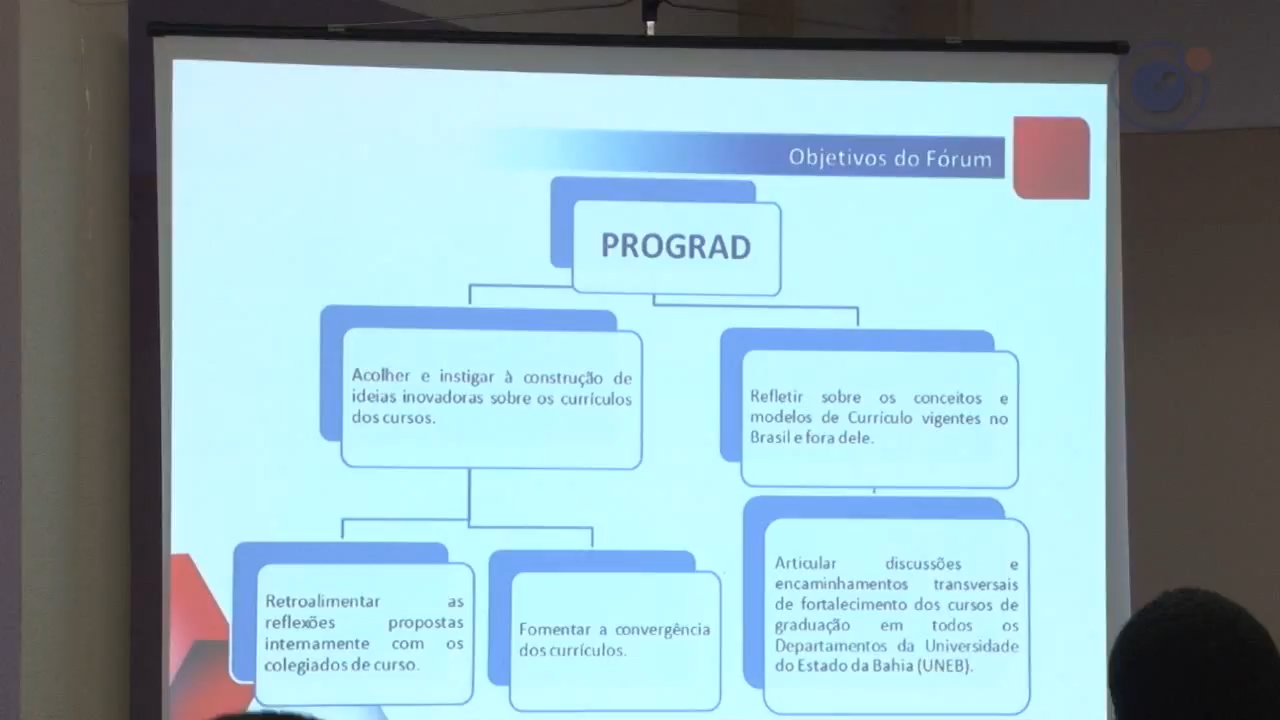 Objetivos do Fórum
PROGRAD
Acolher e instigar à construção de
ideias inovadoras sobre os currículos
dos cursos.
Refletir sobre os conceitos e
modelos de Currículo vigentes no
Brasil e fora dele.
Retroalimentar as
reflexões propostas
internamente com os
colegiados de curso.
Fomentar a convergência
dos currículos.
Articular discussões e
encaminhamentos transversais
de fortalecimento dos cursos de
graduação em todos os
Departamentos da Universidade
do Estado da Bahia (UNEB).